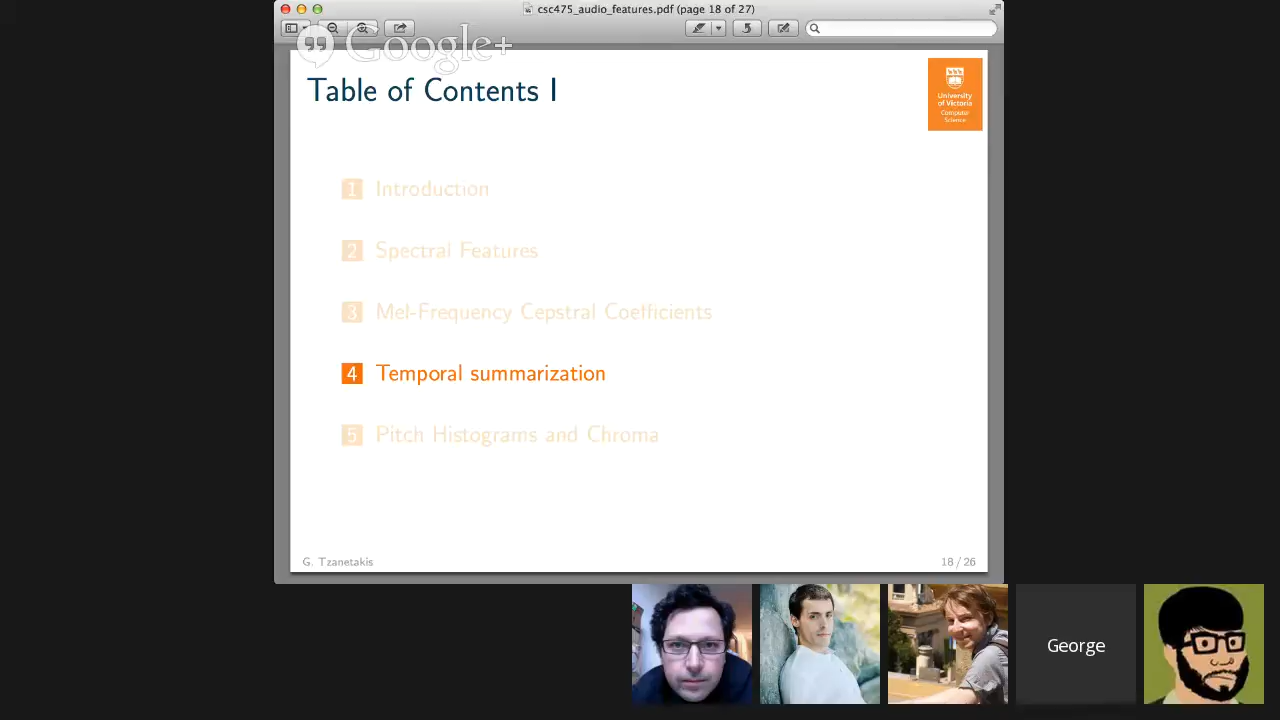 csc475_audio_features.pdf (page 18 of 27)
Google+
Table of Contents I
University
of Victoria
Computer
Science
1 Introduction
2 Spectral Features
3 Mel-Frequency Cepstral Coefficients
4 Temporal summarization
5 Pitch Histograms and Chroma
G. Tzanetakis
18 / 26
George